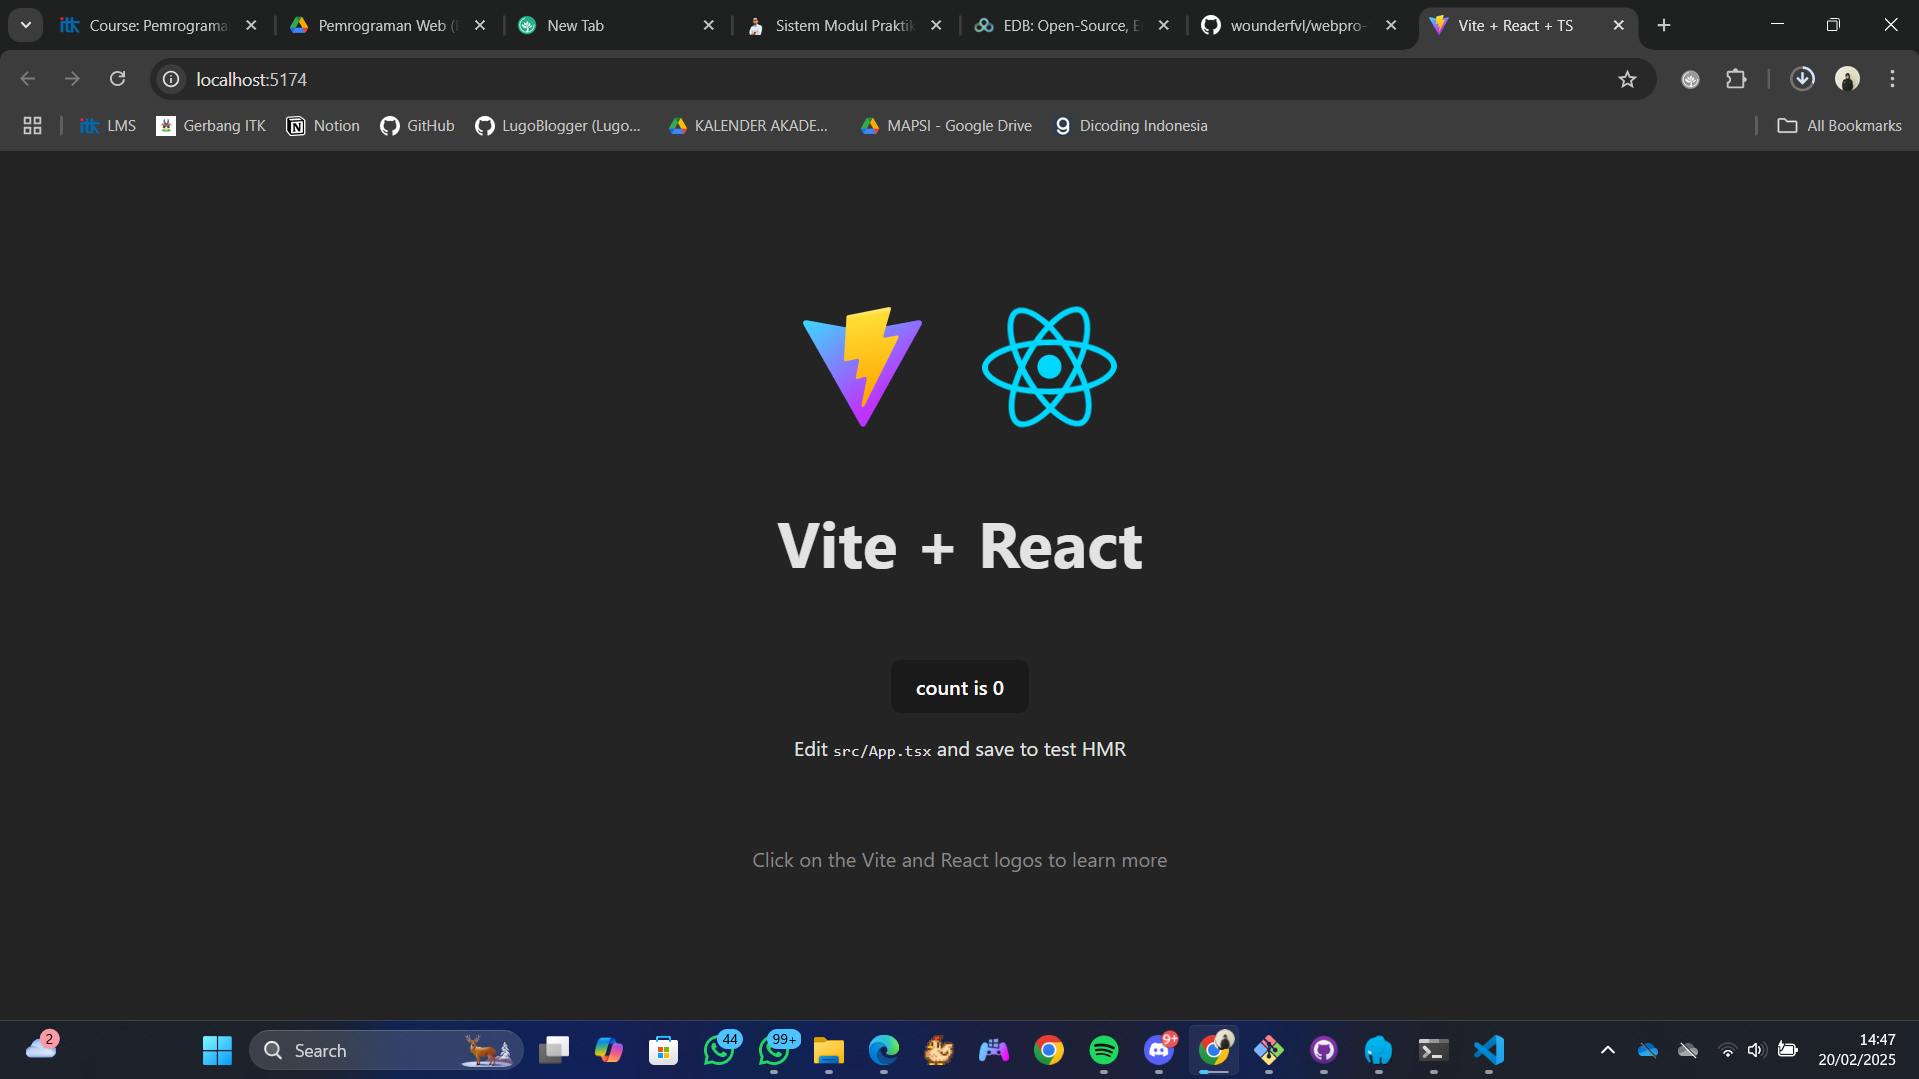 Course: Pemrograma
Pemrograman Web (
New Tab
Sistem Modul Prakti
EDB: Open-Source, E
wounderfvl/webpro-
Vite + React + TS
localhost:5174
LMS
Gerbang ITK
Notion
GitHub
LugoBlogger (Lugo...
KALENDER AKADE...
MAPSI - Google Drive
Dicoding Indonesia
All Bookmarks
Vite + React
count is 0
Edit src/App.tsx and save to test HMR
Click on the Vite and React logos to learn more
2
Search
44
99+
9+
14:47
20/02/2025